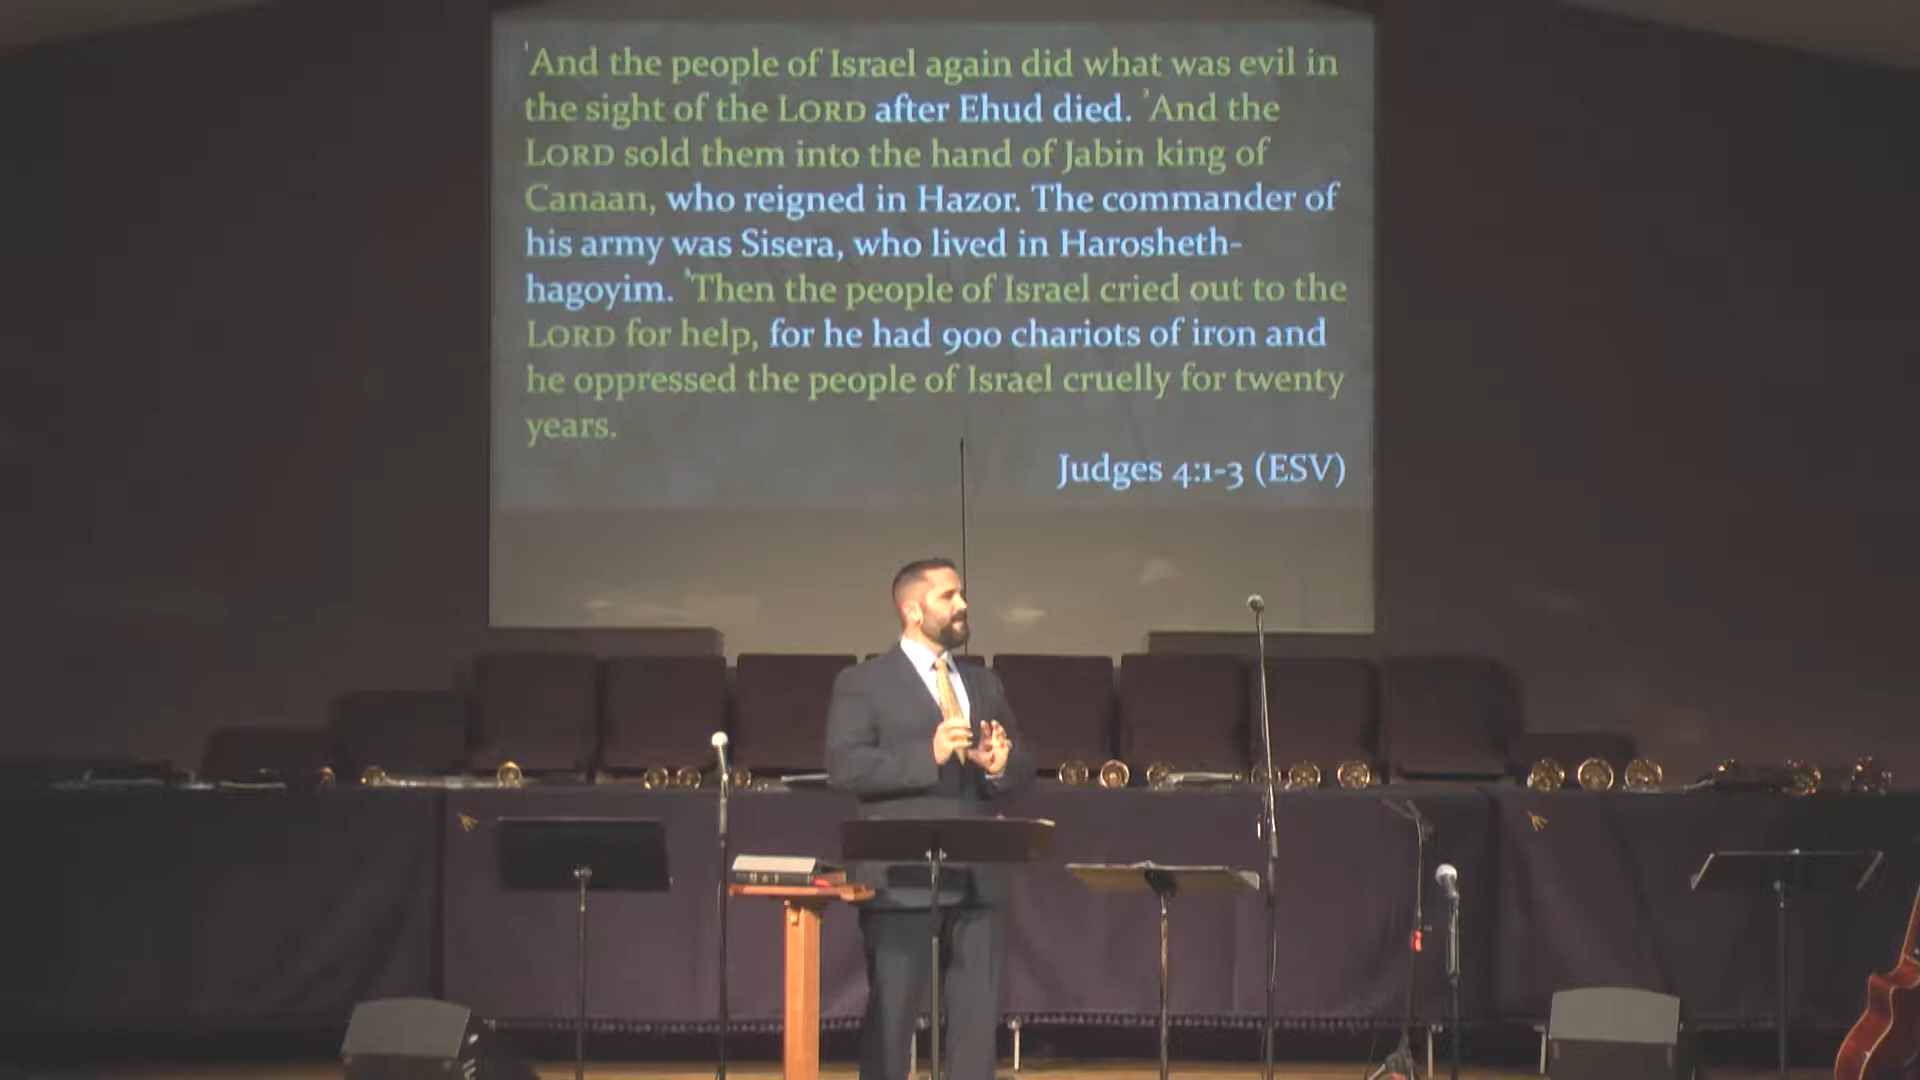 ¹And the people of Israel again did what was evil in
the sight of the LORD after Ehud died. ²And the
LORD sold them into the hand of Jabin king of
Canaan, who reigned in Hazor. The commander of
his army was Sisera, who lived in Harosheth-
hagoyim. ³Then the people of Israel cried out to the
LORD for help, for he had 900 chariots of iron and
he oppressed the people of Israel cruelly for twenty
years.
Judges 4:1-3 (ESV)